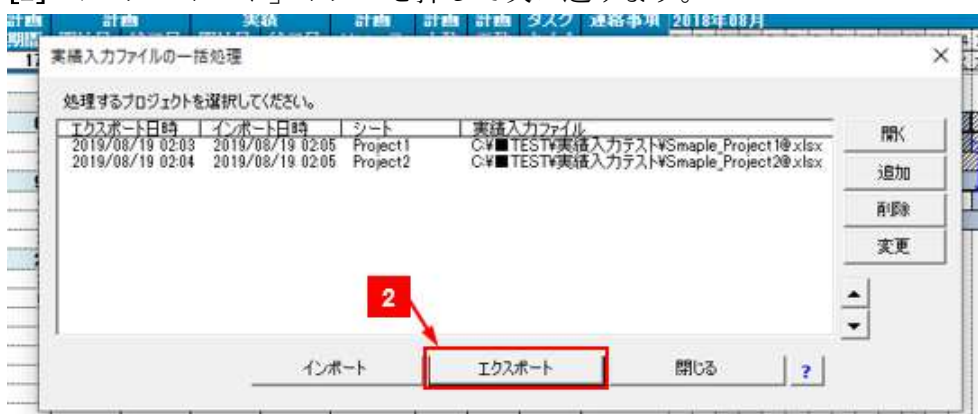 計画 計画 実績 計画 計画 計画 タスク 連絡事項 2018年08月
実績入力ファイルの一括処理
処理するプロジェクトを選択してください。
エクスポート日時 インポート日時 シート 実績入力ファイル
2019/08/19 02:03 2019/08/19 02:05 Project1 C:¥■TEST¥実績入力テスト¥Smaple_Project1@.xlsx
2019/08/19 02:04 2019/08/19 02:05 Project2 C:¥■TEST¥実績入力テスト¥Smaple_Project2@.xlsx
開く
追加
削除
変更
2
インポート エクスポート 閉じる ?